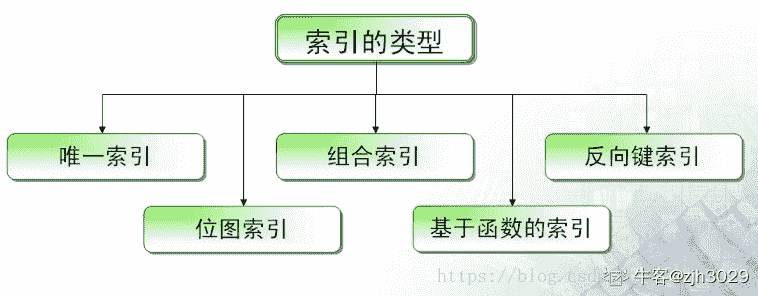 索引的类型
唯一索引
组合索引
反向键索引
位图索引
基于函数的索引
https://blog.csd
牛客@zjh3029